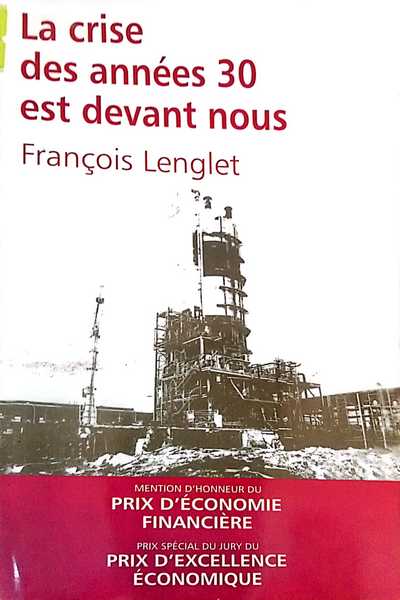 La crise
des années 30
est devant nous
François Lenglet
MENTION D'HONNEUR DU
PRIX D'ÉCONOMIE
FINANCIÈRE
PRIX SPÉCIAL DU JURY DU
PRIX D'EXCELLENCE
ÉCONOMIQUE